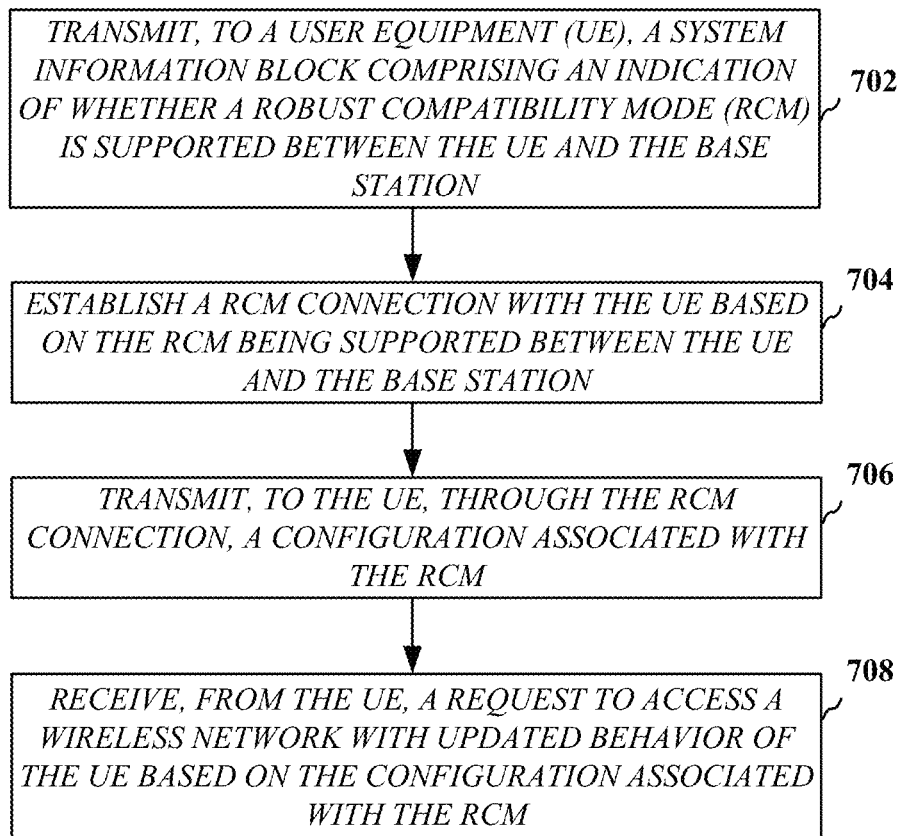 TRANSMIT, TO A USER EQUIPMENT (UE), A SYSTEM
INFORMATION BLOCK COMPRISING AN INDICATION
OF WHETHER A ROBUST COMPATIBILITY MODE (RCM)
IS SUPPORTED BETWEEN THE UE AND THE BASE
STATION
702
ESTABLISH A RCM CONNECTION WITH THE UE BASED
ON THE RCM BEING SUPPORTED BETWEEN THE UE
AND THE BASE STATION
704
TRANSMIT, TO THE UE, THROUGH THE RCM
CONNECTION, A CONFIGURATION ASSOCIATED WITH
THE RCM
706
RECEIVE, FROM THE UE, A REQUEST TO ACCESS A
WIRELESS NETWORK WITH UPDATED BEHAVIOR OF
THE UE BASED ON THE CONFIGURATION ASSOCIATED
WITH THE RCM
708